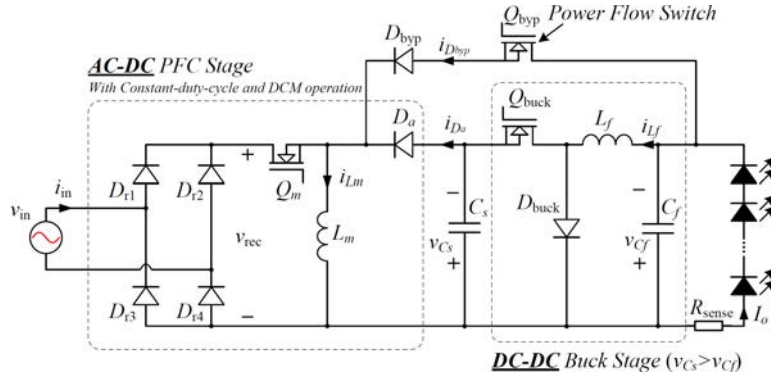 Q_byp
Power Flow Switch
D_byp
i_Dbyp
AC-DC PFC Stage
With Constant-duty-cycle and DCM operation
Q_buck
D_a
i_Da
L_f
i_Lf
i_in
D_r1
D_r2
+
Q_m
i_Lm
−
C_s
D_buck
−
C_f
v_in
v_rec
L_m
v_Cs
v_Cf
+
+
D_r3
D_r4
−
R_sense
I_o
DC-DC Buck Stage (v_Cs>v_Cf)